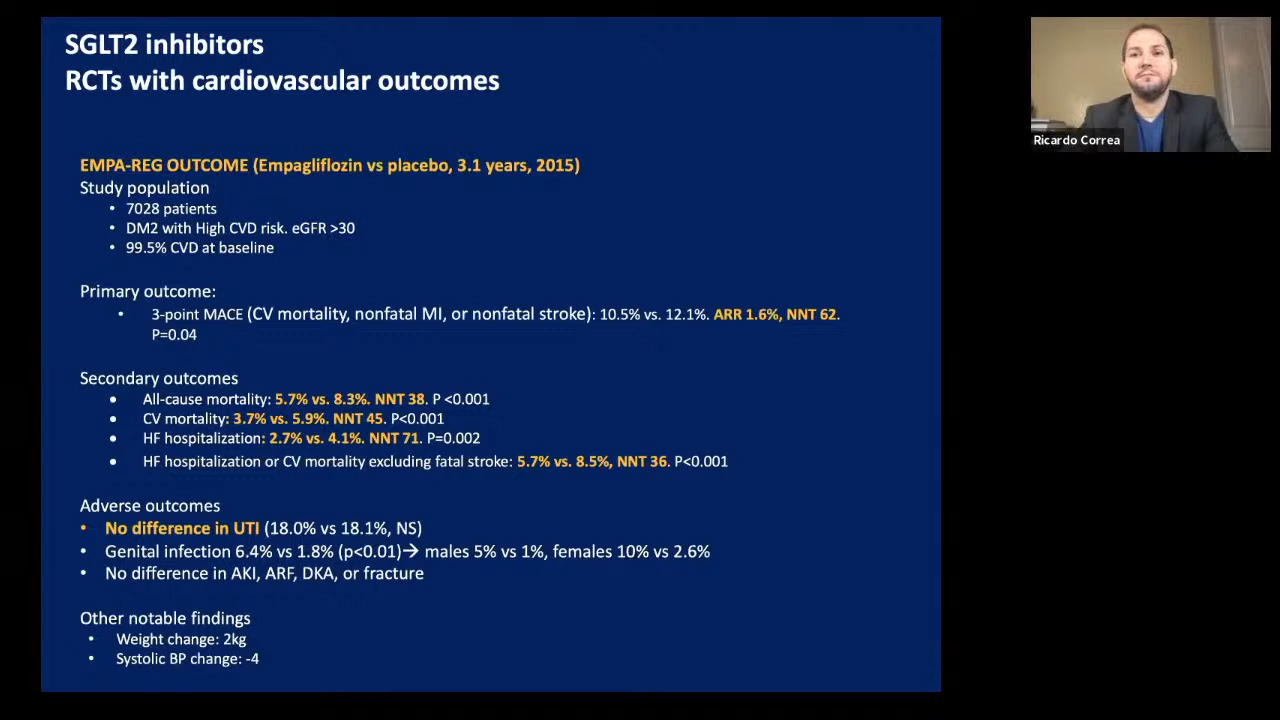 SGLT2 inhibitors
RCTs with cardiovascular outcomes
EMPA-REG OUTCOME (Empagliflozin vs placebo, 3.1 years, 2015)
Study population
• 7028 patients
• DM2 with High CVD risk. eGFR >30
• 99.5% CVD at baseline
Primary outcome:
• 3-point MACE (CV mortality, nonfatal MI, or nonfatal stroke): 10.5% vs. 12.1%. ARR 1.6%, NNT 62.
P=0.04
Secondary outcomes
● All-cause mortality: 5.7% vs. 8.3%. NNT 38. P <0.001
● CV mortality: 3.7% vs. 5.9%. NNT 45. P<0.001
● HF hospitalization: 2.7% vs. 4.1%. NNT 71. P=0.002
● HF hospitalization or CV mortality excluding fatal stroke: 5.7% vs. 8.5%, NNT 36. P<0.001
Adverse outcomes
• No difference in UTI (18.0% vs 18.1%, NS)
• Genital infection 6.4% vs 1.8% (p<0.01)→ males 5% vs 1%, females 10% vs 2.6%
• No difference in AKI, ARF, DKA, or fracture
Other notable findings
• Weight change: 2kg
• Systolic BP change: -4
Ricardo Correa